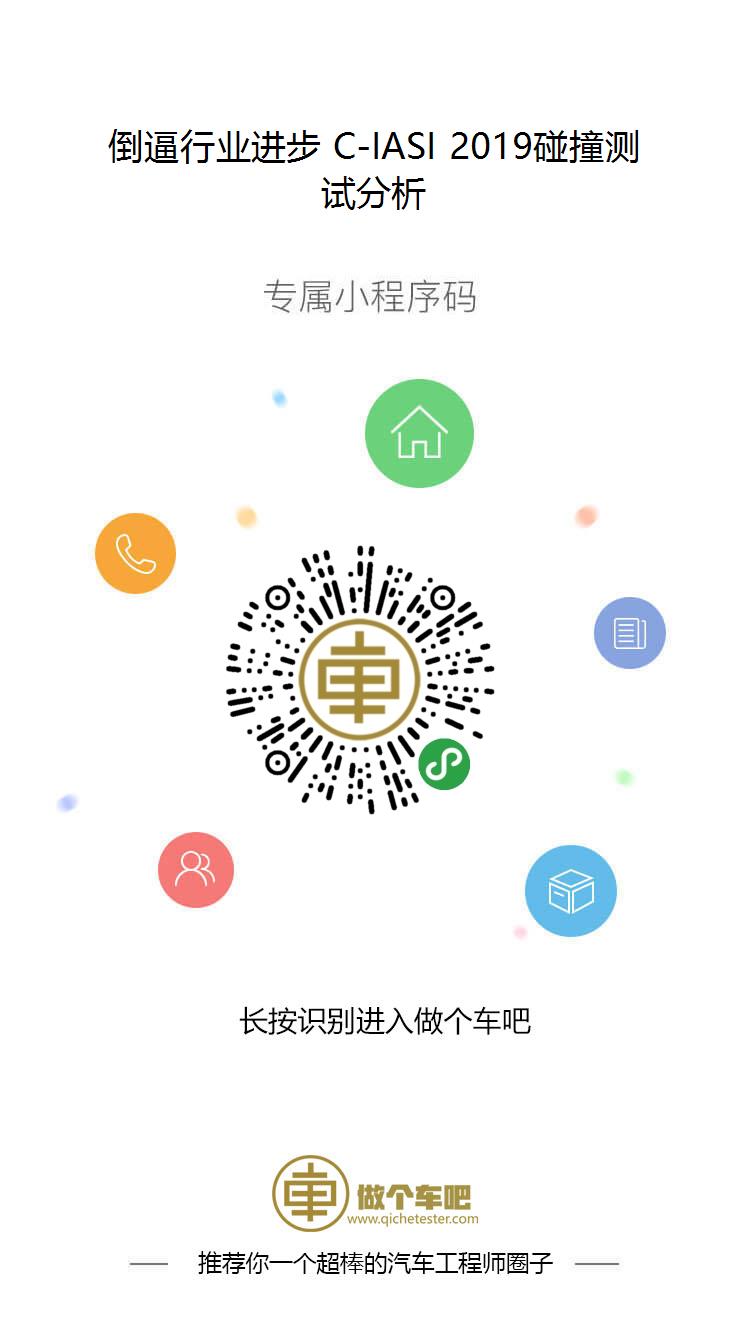 倒逼行业进步 C-IASI 2019碰撞测
试分析
专属小程序码
車
长按识别进入做个车吧
車 做个车吧
www.qichetester.com
推荐你一个超棒的汽车工程师圈子